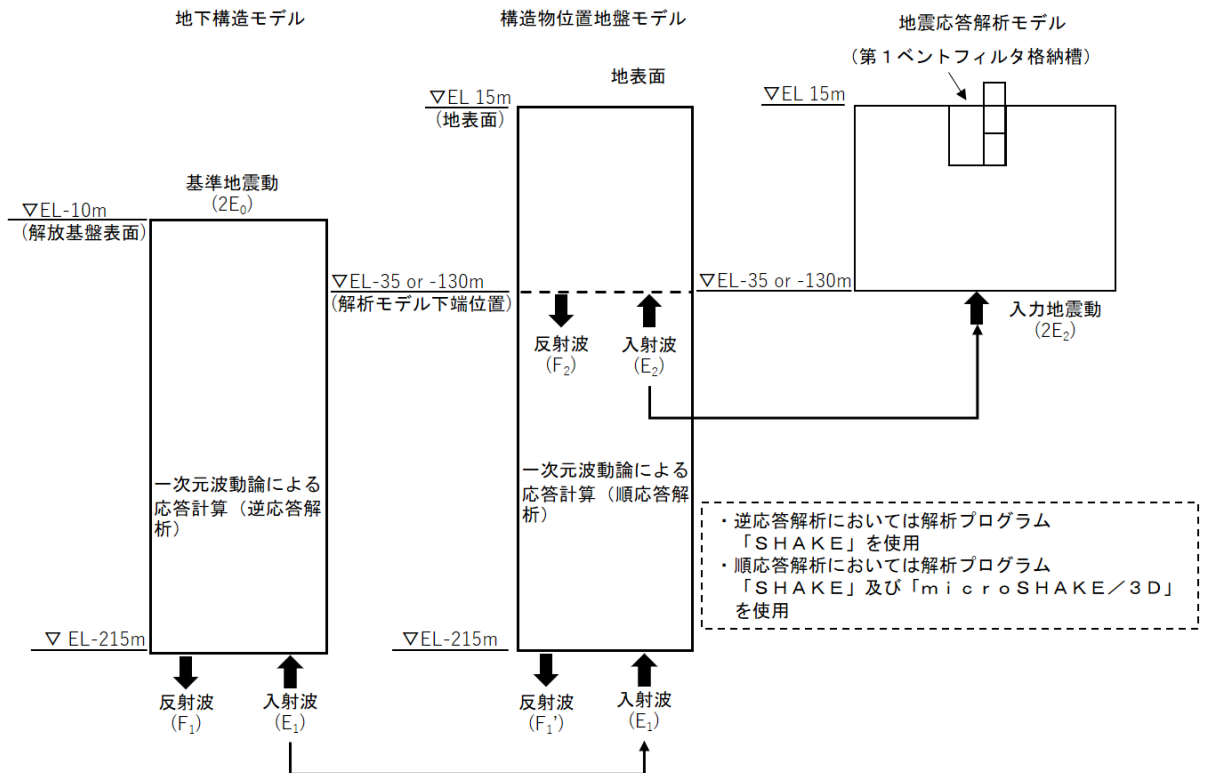 地下構造モデル
構造物位置地盤モデル
地震応答解析モデル
（第１ベントフィルタ格納槽）
地表面
▽EL 15m
(地表面)
▽EL 15m
基準地震動
(2E₀)
▽EL-10m
(解放基盤表面)
▽EL-35 or -130m
(解析モデル下端位置)
▽EL-35 or -130m
反射波
(F₂)
入射波
(E₂)
入力地震動
(2E₂)
一次元波動論による
応答計算（逆応答解
析）
一次元波動論による
応答計算（順応答解
析）
・逆応答解析においては解析プログラム
「ＳＨＡＫＥ」を使用
・順応答解析においては解析プログラム
「ＳＨＡＫＥ」及び「ｍｉｃｒｏＳＨＡＫＥ／３Ｄ」
を使用
▽ EL-215m
▽EL-215m
反射波
(F₁)
入射波
(E₁)
反射波
(F₁')
入射波
(E₁)